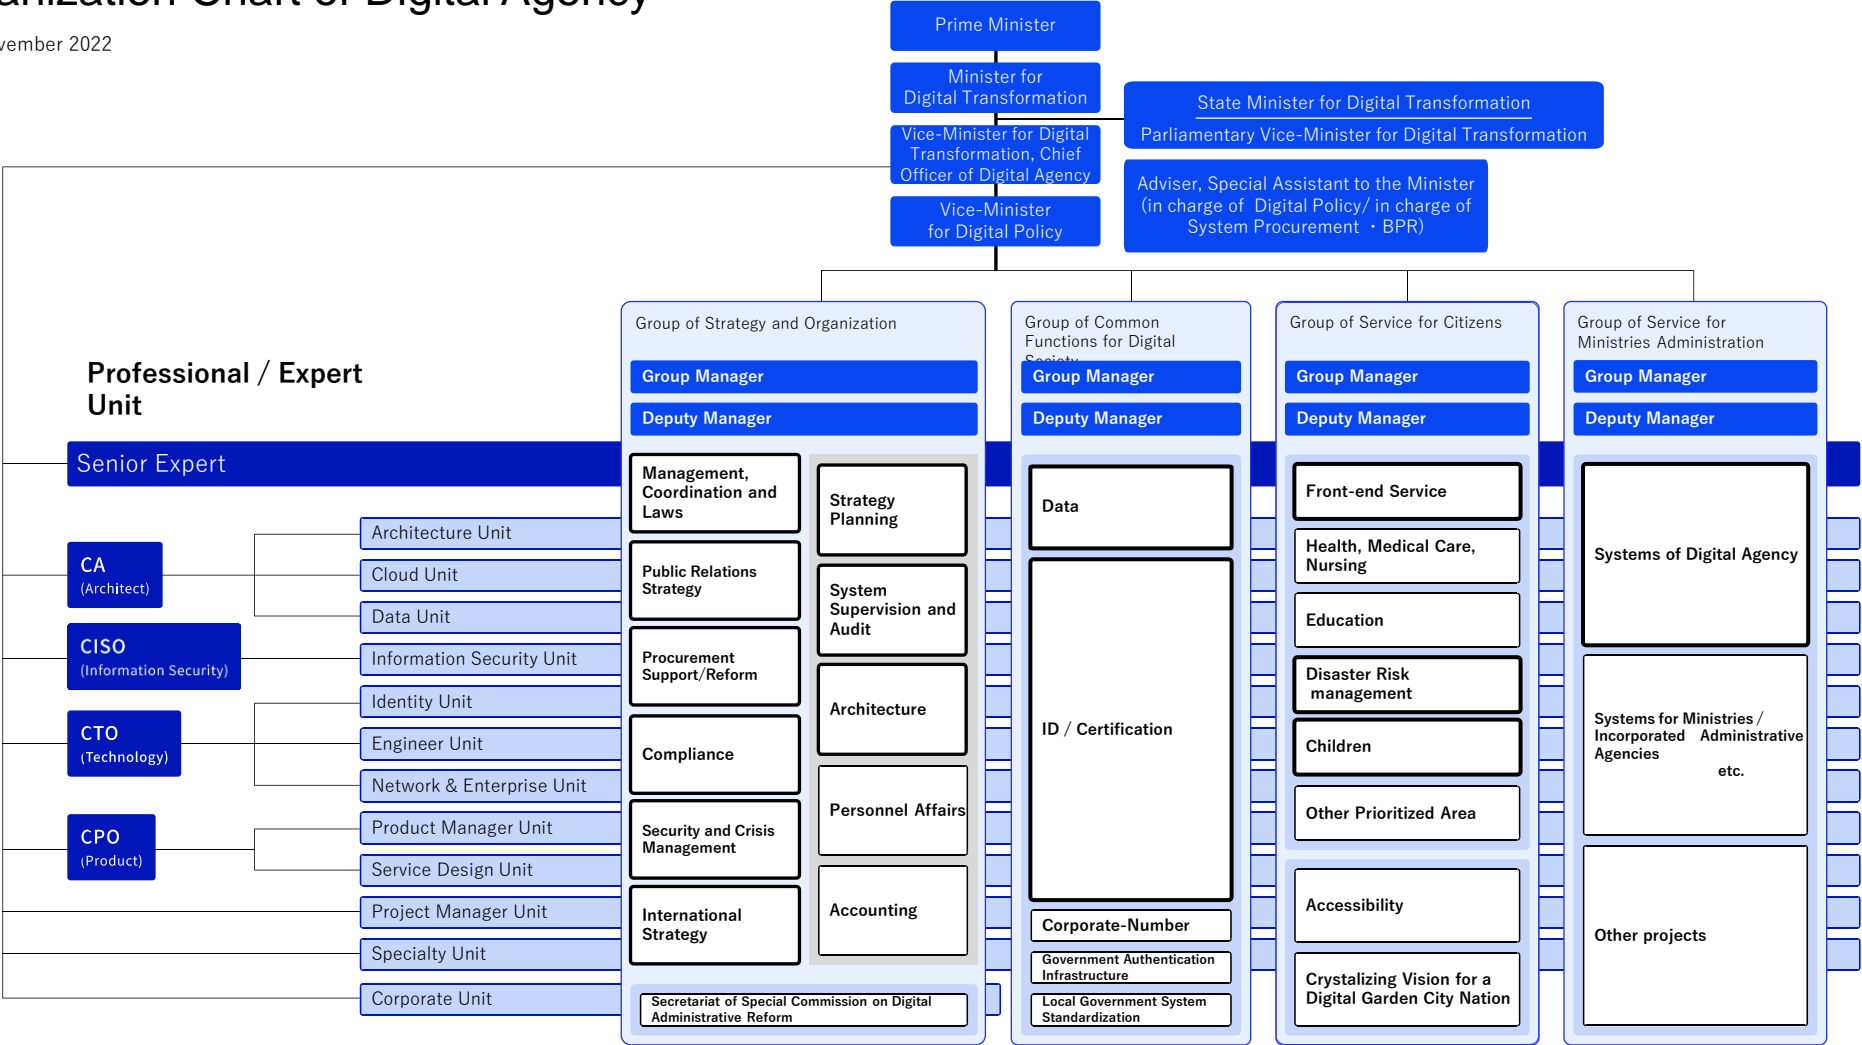 Chart of Digital Agency
2022
Prime Minister
Minister for
Digital Transformation
State Minister for Digital Transformation
Parliamentary Vice-Minister for Digital Transformation
Vice-Minister for Digital
Transformation, Chief
Officer of Digital Agency
Adviser, Special Assistant to the Minister
(in charge of Digital Policy/ in charge of
System Procurement ・BPR)
Vice-Minister
for Digital Policy
Professional / Expert
Unit
Senior Expert
CA
(Architect)
CISO
(Information Security)
CTO
(Technology)
CPO
(Product)
Architecture Unit
Cloud Unit
Data Unit
Information Security Unit
Identity Unit
Engineer Unit
Network & Enterprise Unit
Product Manager Unit
Service Design Unit
Project Manager Unit
Specialty Unit
Corporate Unit
Group of Strategy and Organization
Group Manager
Deputy Manager
Management,
Coordination and
Laws
Public Relations
Strategy
Procurement
Support/Reform
Compliance
Security and Crisis
Management
International
Strategy
Strategy
Planning
System
Supervision and
Audit
Architecture
Personnel Affairs
Accounting
Secretariat of Special Commission on Digital
Administrative Reform
Group of Common
Functions for Digital
Society
Group Manager
Deputy Manager
Data
ID / Certification
Corporate-Number
Government Authentication
Infrastructure
Local Government System
Standardization
Group of Service for Citizens
Group Manager
Deputy Manager
Front-end Service
Health, Medical Care,
Nursing
Education
Disaster Risk
management
Children
Other Prioritized Area
Accessibility
Crystalizing Vision for a
Digital Garden City Nation
Group of Service for
Ministries Administration
Group Manager
Deputy Manager
Systems of Digital Agency
Systems for Ministries /
Incorporated Administrative
Agencies
etc.
Other projects